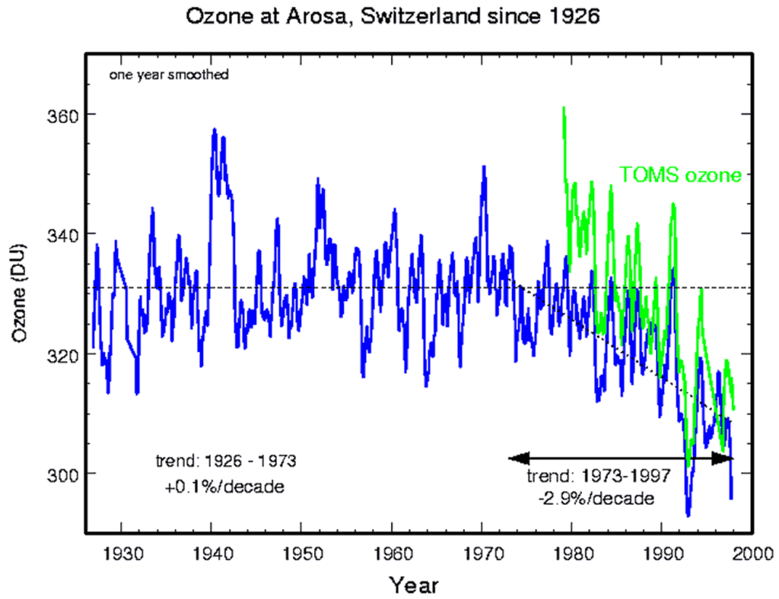 Ozone at Arosa, Switzerland since 1926
one year smoothed
360
TOMS ozone
340
Ozone (DU)
320
trend: 1926 - 1973
+0.1%/decade
trend: 1973-1997
-2.9%/decade
300
1930 1940 1950 1960 1970 1980 1990 2000
Year